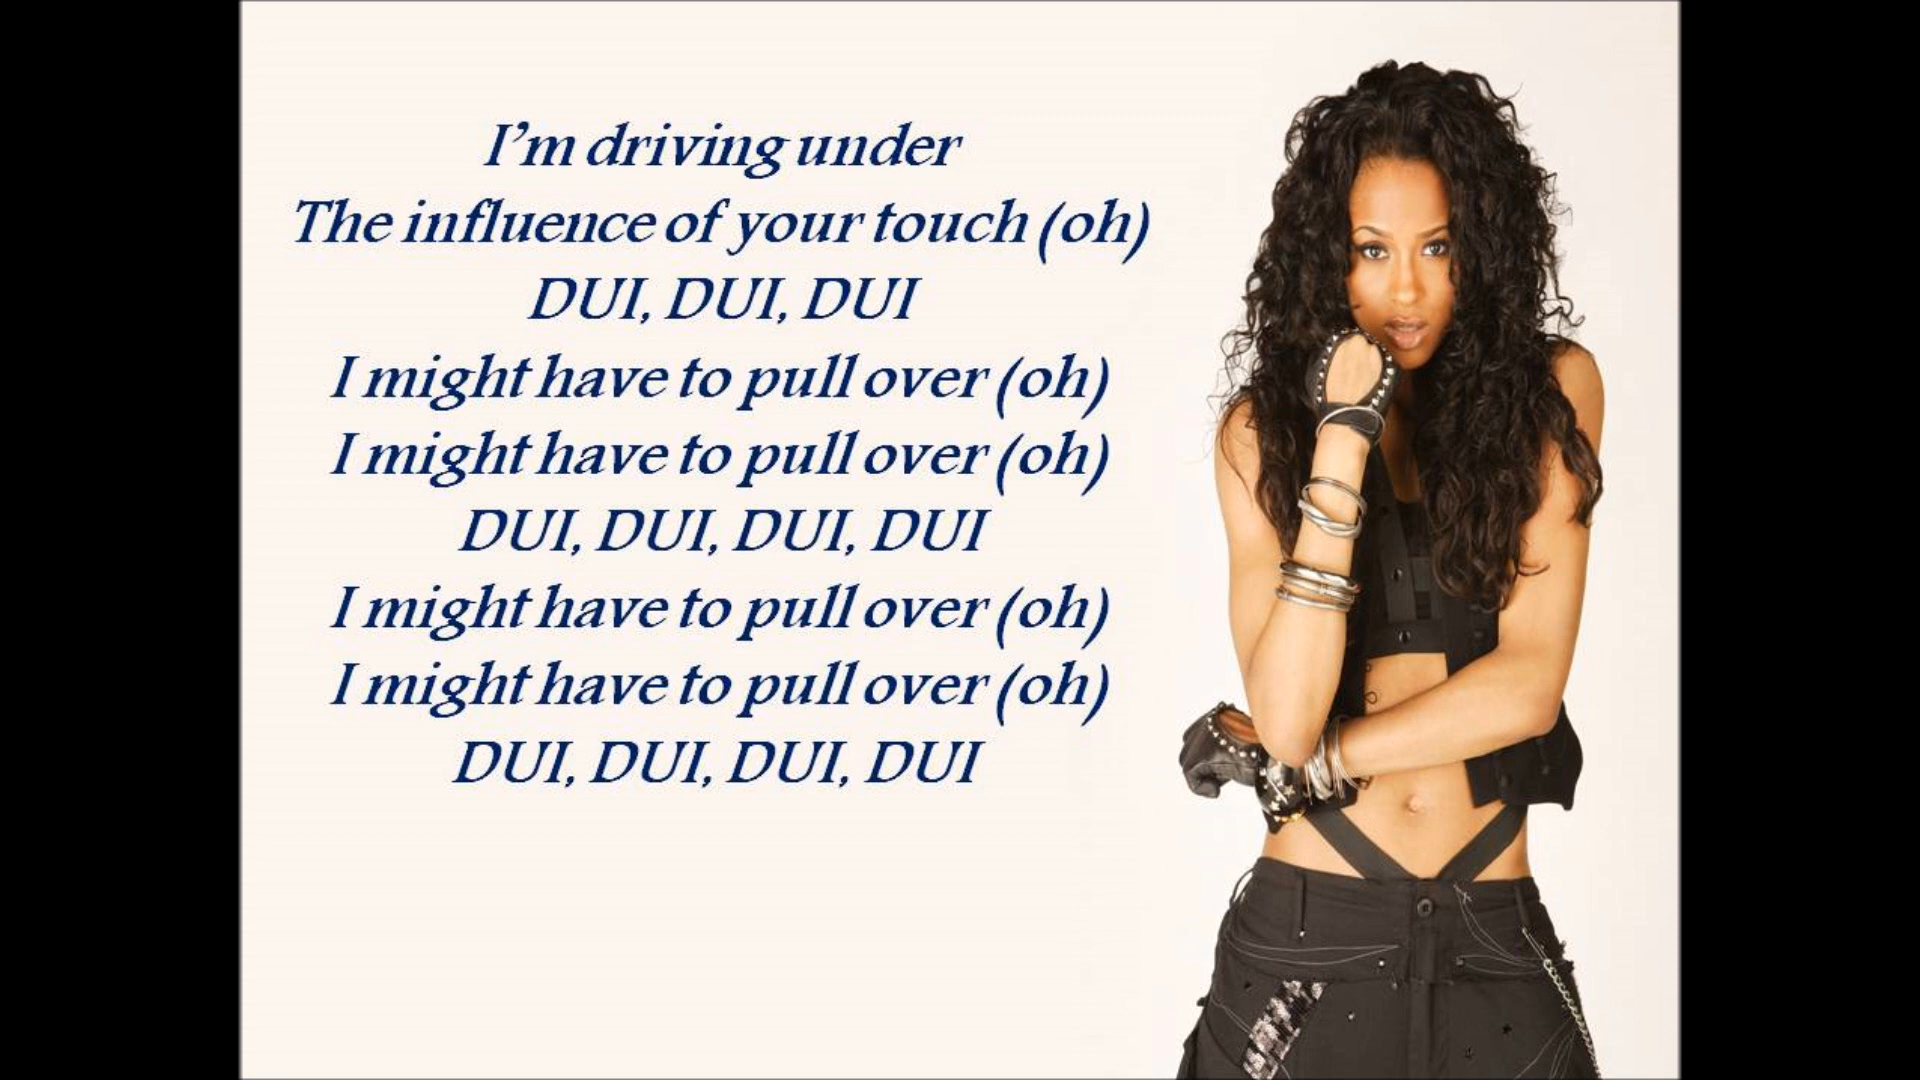 I'm driving under
The influence of your touch (oh)
DUI, DUI, DUI
I might have to pull over (oh)
I might have to pull over (oh)
DUI, DUI, DUI, DUI
I might have to pull over (oh)
I might have to pull over (oh)
DUI, DUI, DUI, DUI